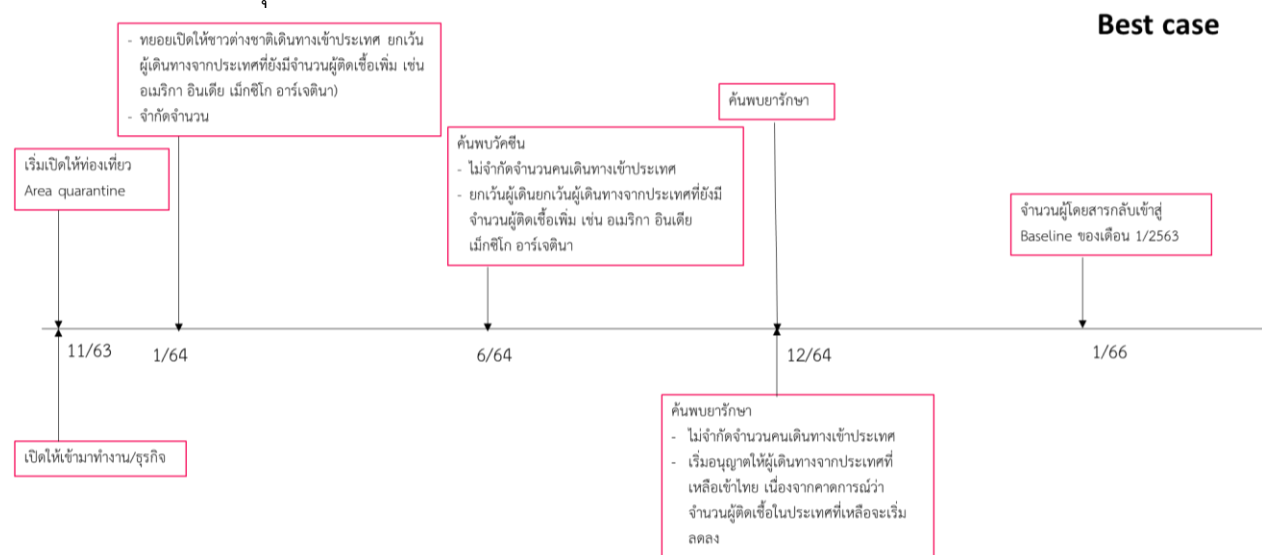 Best case
- ทยอยเปิดให้ชาวต่างชาติเดินทางเข้าประเทศ ยกเว้น
ผู้เดินทางจากประเทศที่ยังมีจำนวนผู้ติดเชื้อเพิ่ม เช่น
อเมริกา อินเดีย เม็กซิโก อาร์เจตินา)
- จำกัดจำนวน
ค้นพบยารักษา
ค้นพบวัคซีน
- ไม่จำกัดจำนวนคนเดินทางเข้าประเทศ
- ยกเว้นผู้เดินยกเว้นผู้เดินทางจากประเทศที่ยังมี
จำนวนผู้ติดเชื้อเพิ่ม เช่น อเมริกา อินเดีย
เม็กซิโก อาร์เจตินา
เริ่มเปิดให้ท่องเที่ยว
Area quarantine
จำนวนผู้โดยสารกลับเข้าสู่
Baseline ของเดือน 1/2563
11/63
1/64
6/64
12/64
1/66
เปิดให้เข้ามาทำงาน/ธุรกิจ
ค้นพบยารักษา
- ไม่จำกัดจำนวนคนเดินทางเข้าประเทศ
- เริ่มอนุญาตให้ผู้เดินทางจากประเทศที่
เหลือเข้าไทย เนื่องจากคาดการณ์ว่า
จำนวนผู้ติดเชื้อในประเทศที่เหลือจะเริ่ม
ลดลง